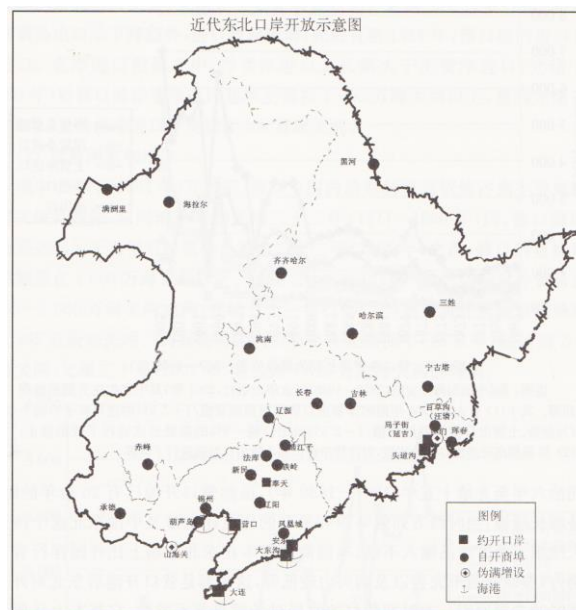 近代东北口岸开放示意图
黑河
满洲里
海拉尔
齐齐哈尔
三姓
哈尔滨
洮南
宁古塔
长春
吉林
百草沟
(汪清)
局子街
(延吉)
珲春
头道沟
辽源
通江子
法库
铁岭
新民
奉天
辽阳
赤峰
承德
锦州
葫芦岛
营口
山海关
凤凰城
安东
大东沟
大连
图例
约开口岸
自开商埠
伪满增设
海港